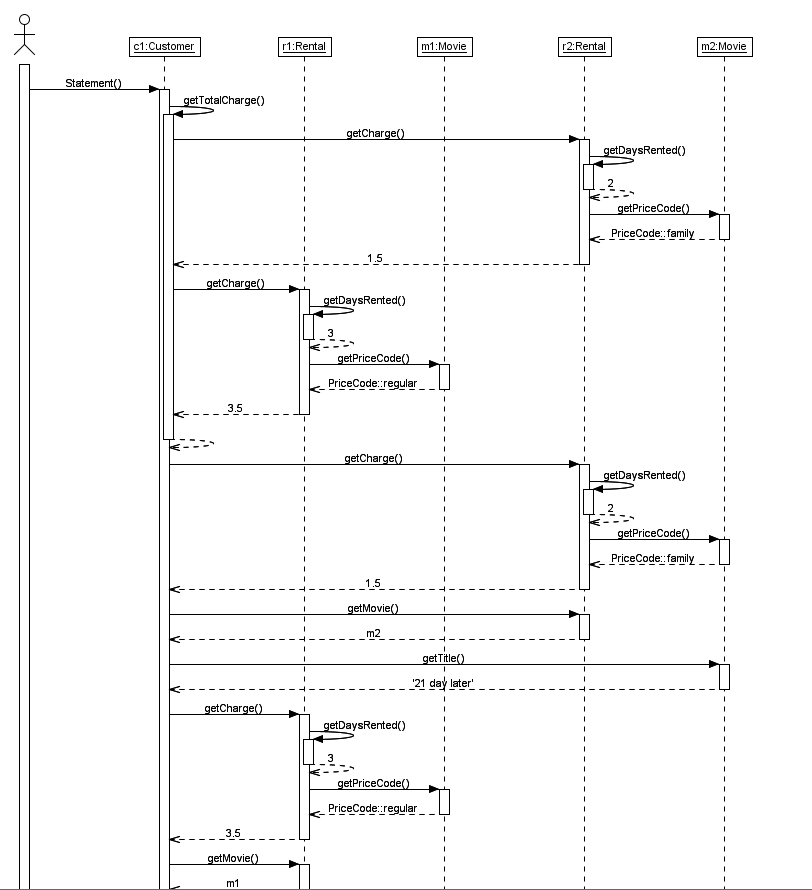 c1:Customer
r1:Rental
m1:Movie
r2:Rental
m2:Movie
Statement()
getTotalCharge()
getCharge()
getDaysRented()
2
getPriceCode()
PriceCode::family
1.5
getCharge()
getDaysRented()
3
getPriceCode()
PriceCode::regular
3.5
getCharge()
getDaysRented()
2
getPriceCode()
PriceCode::family
1.5
getMovie()
m2
getTitle()
'21 day later'
getCharge()
getDaysRented()
3
getPriceCode()
PriceCode::regular
3.5
getMovie()
m1